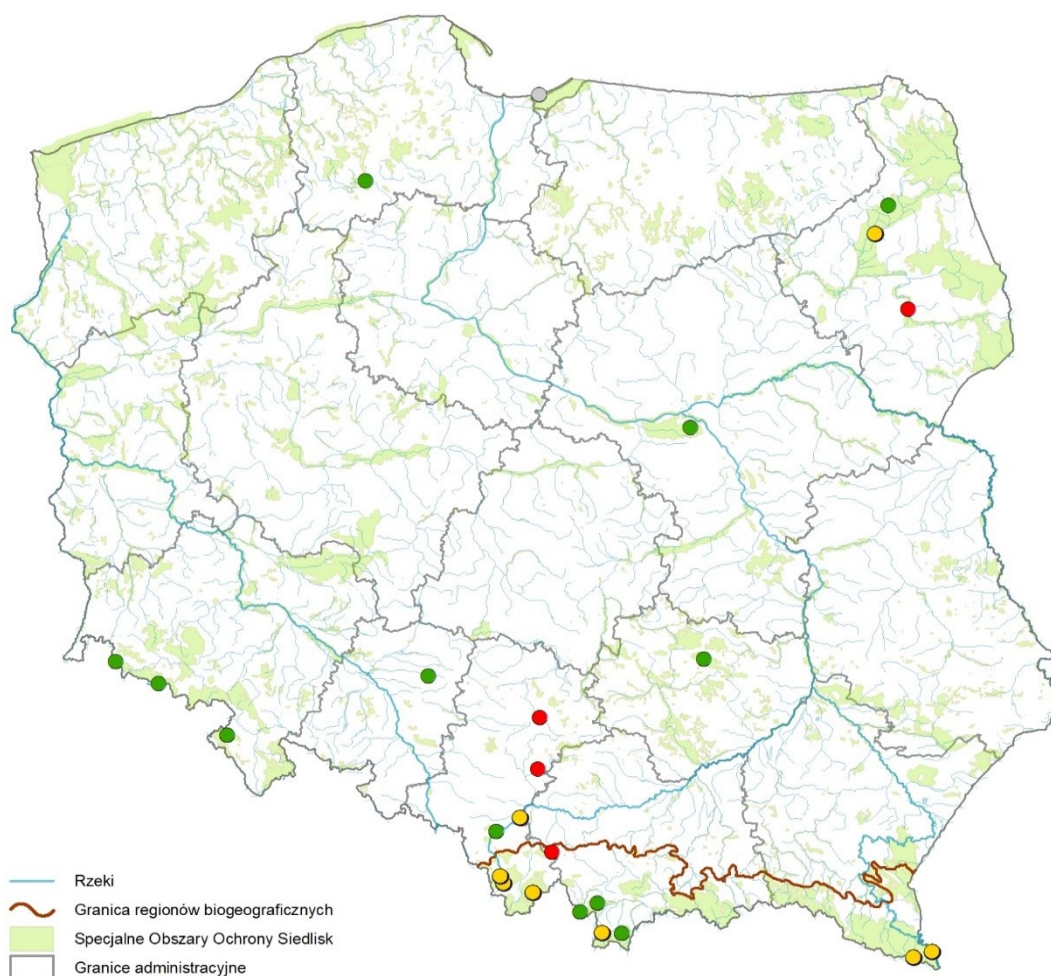 Rzeki
Granica regionów biogeograficznych
Specjalne Obszary Ochrony Siedlisk
Granice administracyjne